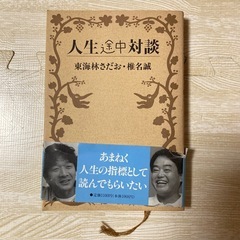 人生途中対談
東海林さだお・椎名誠
あまねく
人生の指標として
読んでもらいたい